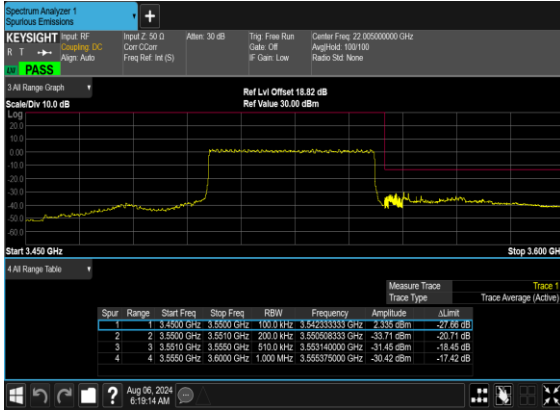 Spectrum Analyzer 1
Spurious Emissions
KEYSIGHT
R T
Input: RF
Coupling: DC
Align: Auto
Input Z: 50 Ω
Corr CCorr
Freq Ref: Int (S)
Atten: 30 dB
Trig: Free Run
Gate: Off
IF Gain: Low
Center Freq: 22.005000000 GHz
Avg|Hold: 100/100
Radio Std: None
PASS
3 All Range Graph
Scale/Div 10.0 dB
Ref Lvl Offset 18.82 dB
Ref Value 30.00 dBm
Log
20.0
10.0
0.00
-10.0
-20.0
-30.0
-40.0
-50.0
-60.0
Start 3.450 GHz
Stop 3.600 GH
4 All Range Table
Measure Trace Trace 1
Trace Type Trace Average (Active)
Spur Range Start Freq Stop Freq RBW Frequency Amplitude ΔLimit
1 1 3.4500 GHz 3.5500 GHz 100.0 kHz 3.542333333 GHz 2.335 dBm -27.66 dB
2 2 3.5500 GHz 3.5510 GHz 200.0 kHz 3.550508333 GHz -33.71 dBm -20.71 dB
3 3 3.5510 GHz 3.5550 GHz 510.0 kHz 3.553140000 GHz -31.45 dBm -18.45 dB
4 4 3.5550 GHz 3.6000 GHz 1.000 MHz 3.555375000 GHz -30.42 dBm -17.42 dB
Aug 06, 2024
6:19:14 AM